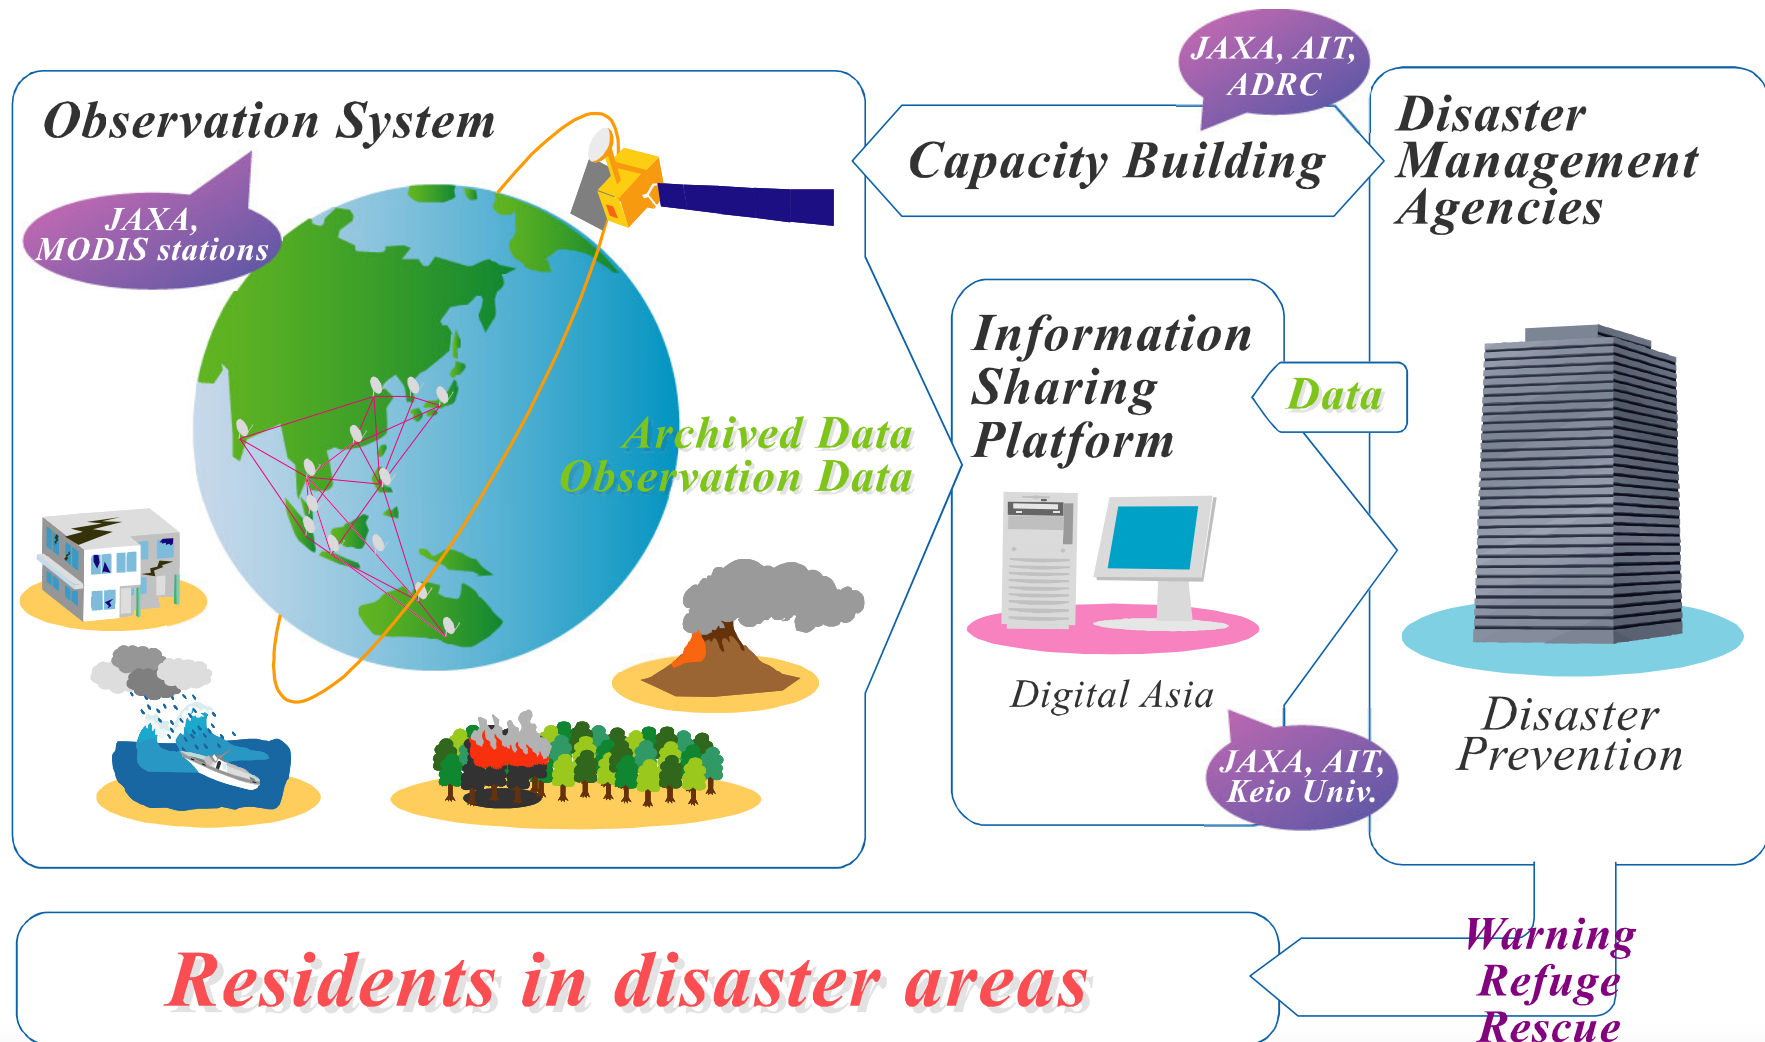 Observation System
JAXA,
MODIS stations
Archived Data
Observation Data
JAXA, AIT,
ADRC
Capacity Building
Information
Sharing
Platform
Data
Digital Asia
JAXA, AIT,
Keio Univ.
Disaster
Management
Agencies
Disaster
Prevention
Warning
Refuge
Rescue
Residents in disaster areas